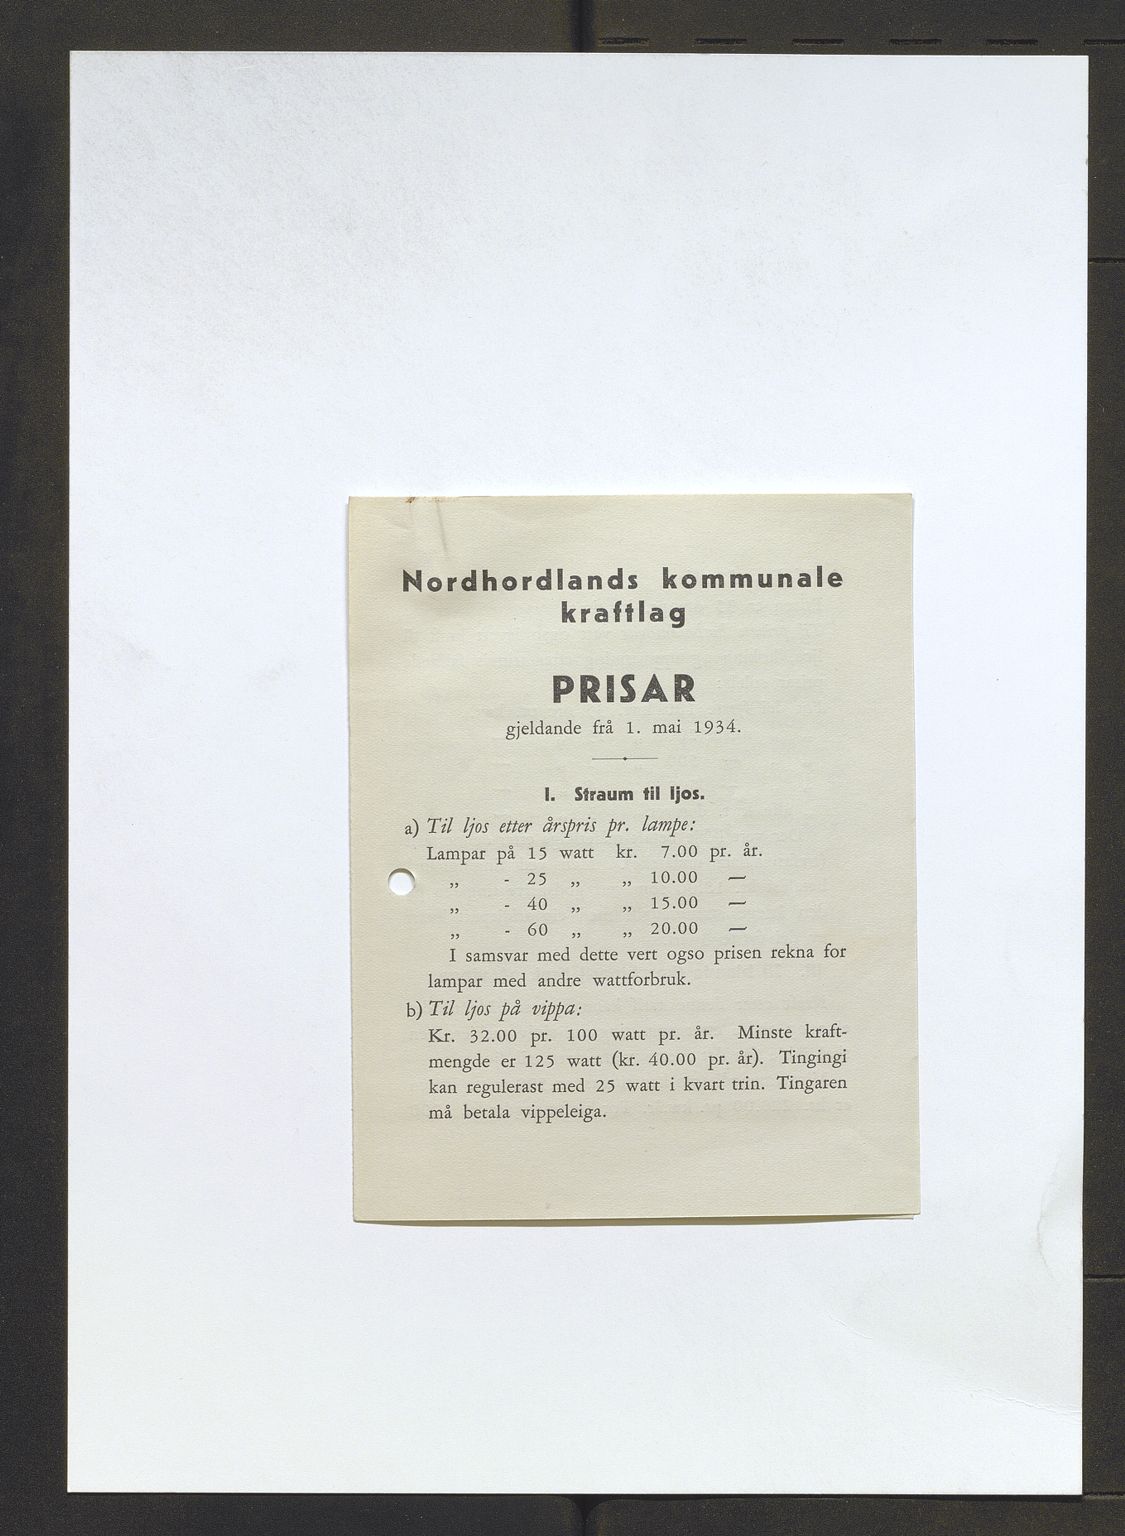 Nordhordlands kommunale
kraftlag
PRISAR
gjeldande frå 1. mai 1934.
I. Straum til ljos.
a) Til ljos etter årspris pr. lampe:
Lampar på 15 watt kr. 7.00 pr. år.
„ - 25 „ „ 10.00 —
„ - 40 „ „ 15.00 —
„ - 60 „ „ 20.00 —
I samsvar med dette vert ogso prisen rekna for
lampar med andre wattforbruk.
b) Til ljos på vippa:
Kr. 32.00 pr. 100 watt pr. år. Minste kraft-
mengde er 125 watt (kr. 40.00 pr. år). Tingingi
kan regulerast med 25 watt i kvart trin. Tingaren
må betala vippeleiga.